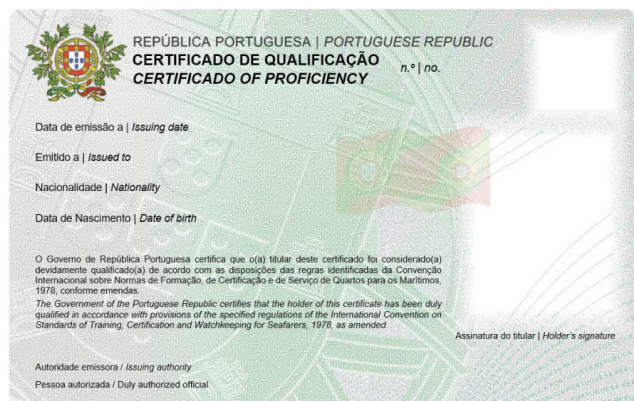 REPÚBLICA PORTUGUESA | PORTUGUESE REPUBLIC
CERTIFICADO DE QUALIFICAÇÃO
n.º | no.
CERTIFICADO OF PROFICIENCY
Data de emissão a | Issuing date
Emitido a | Issued to
Nacionalidade | Nationality
Data de Nascimento | Date of birth
O Governo de República Portuguesa certifica que o(a) titular deste certificado foi considerado(a)
devidamente qualificado(a) de acordo com as disposições das regras identificadas da Convenção
Internacional sobre Normas de Formação, de Certificação e de Serviço de Quartos para os Marítimos,
1978, conforme emendas.
The Government of the Portuguese Republic certifies that the holder of this certificate has been duly
qualified in accordance with provisions of the specified regulations of the International Convention on
Standards of Training, Certification and Watchkeeping for Seafarers, 1978, as amended.
Assinatura do titular | Holder's signature
Autoridade emissora / Issuing authority
Pessoa autorizada / Duly authorized official